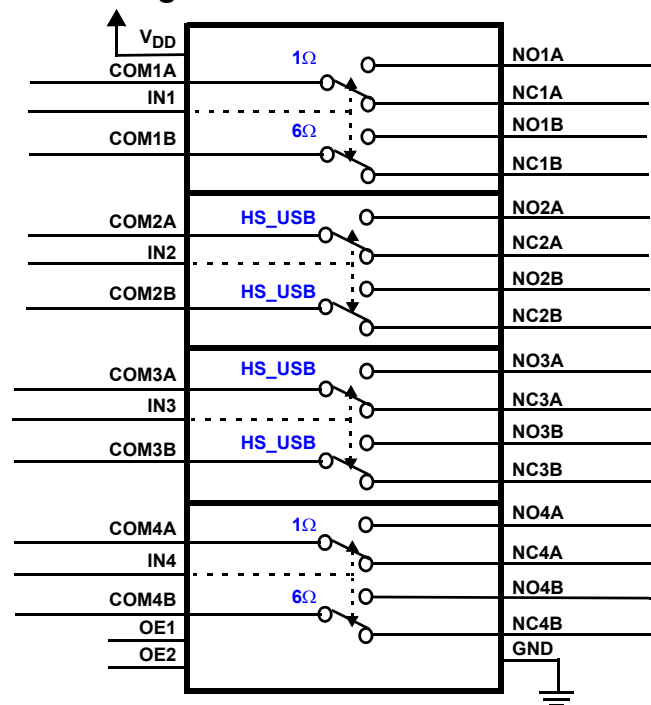 V_DD
COM1A
IN1
COM1B
1Ω
6Ω
NO1A
NC1A
NO1B
NC1B
COM2A
IN2
COM2B
HS_USB
HS_USB
NO2A
NC2A
NO2B
NC2B
COM3A
IN3
COM3B
HS_USB
HS_USB
NO3A
NC3A
NO3B
NC3B
COM4A
IN4
COM4B
OE1
OE2
1Ω
6Ω
NO4A
NC4A
NO4B
NC4B
GND